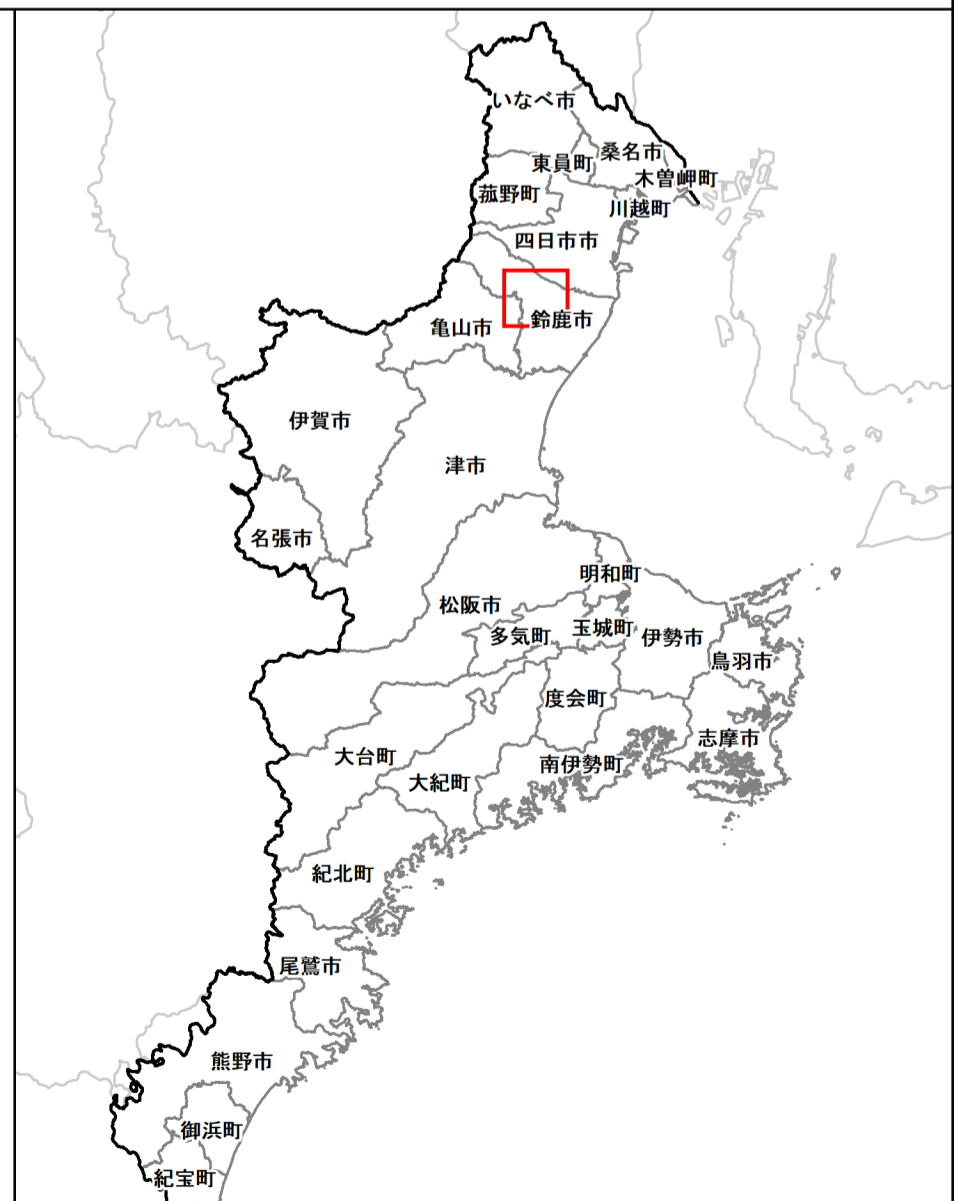 いなべ市
桑名市
東員町
木曽岬町
菰野町
川越町
四日市市
鈴鹿市
亀山市
伊賀市
津市
名張市
明和町
松阪市
多気町
玉城町
伊勢市
鳥羽市
度会町
志摩市
大台町
南伊勢町
大紀町
紀北町
尾鷲市
熊野市
御浜町
紀宝町